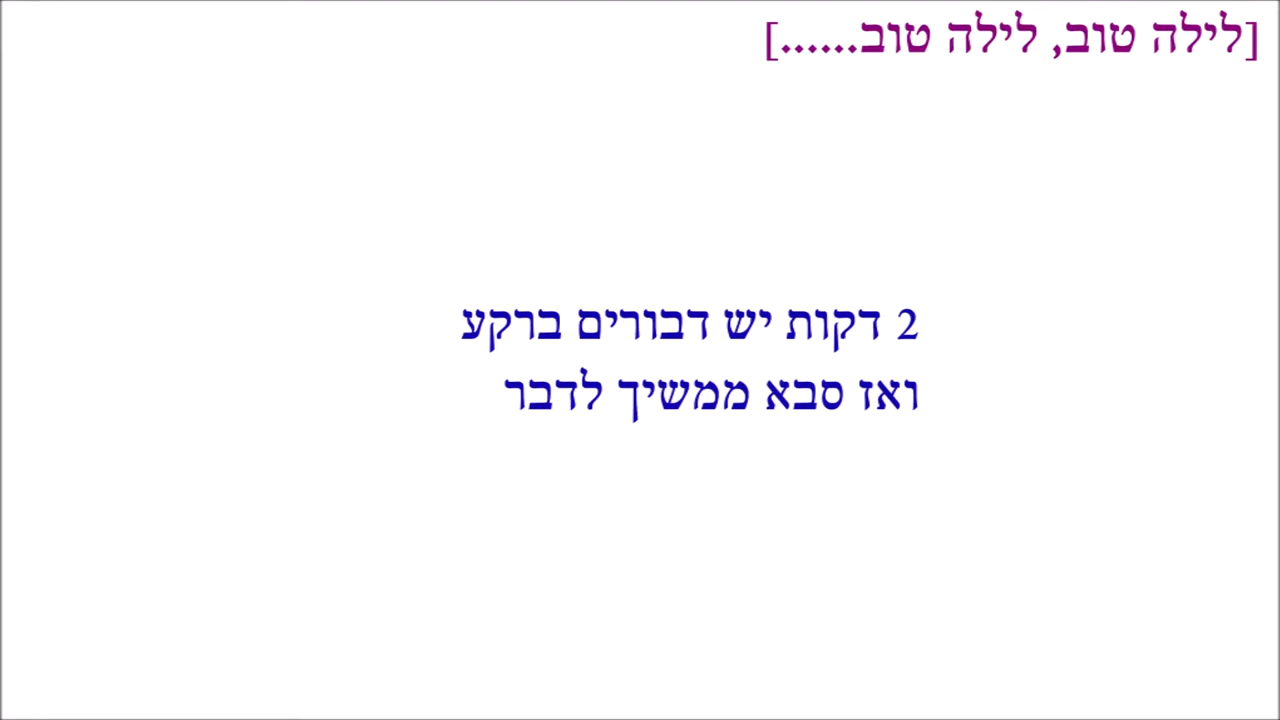 [לילה טוב, לילה טוב......]
2 דקות יש דבורים ברקע
ואז סבא ממשיך לדבר